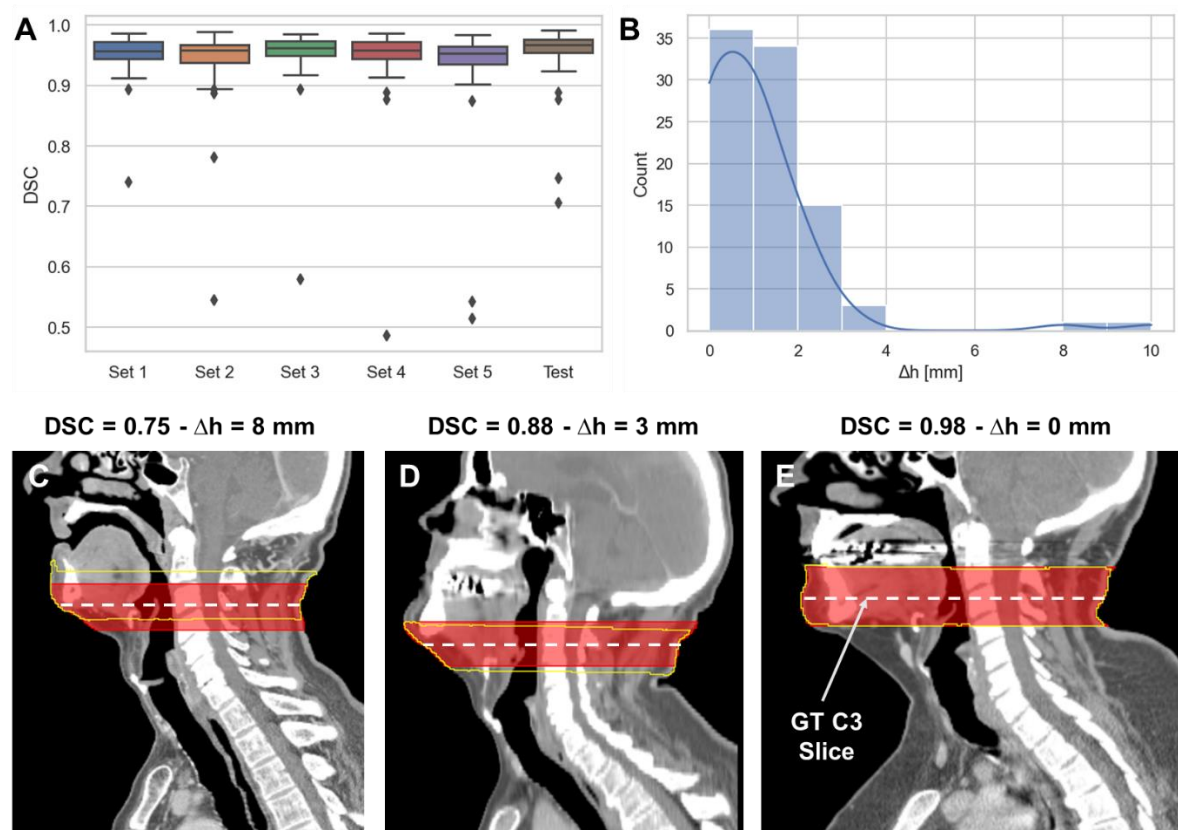 A
1.0
0.9
0.8
0.7
0.6
0.5
DSC
Set 1 Set 2 Set 3 Set 4 Set 5 Test
B
35
30
25
20
15
10
5
0
Count
0 2 4 6 8 10
Δh [mm]
DSC = 0.75 - Δh = 8 mm
DSC = 0.88 - Δh = 3 mm
DSC = 0.98 - Δh = 0 mm
C
D
E
GT C3
Slice